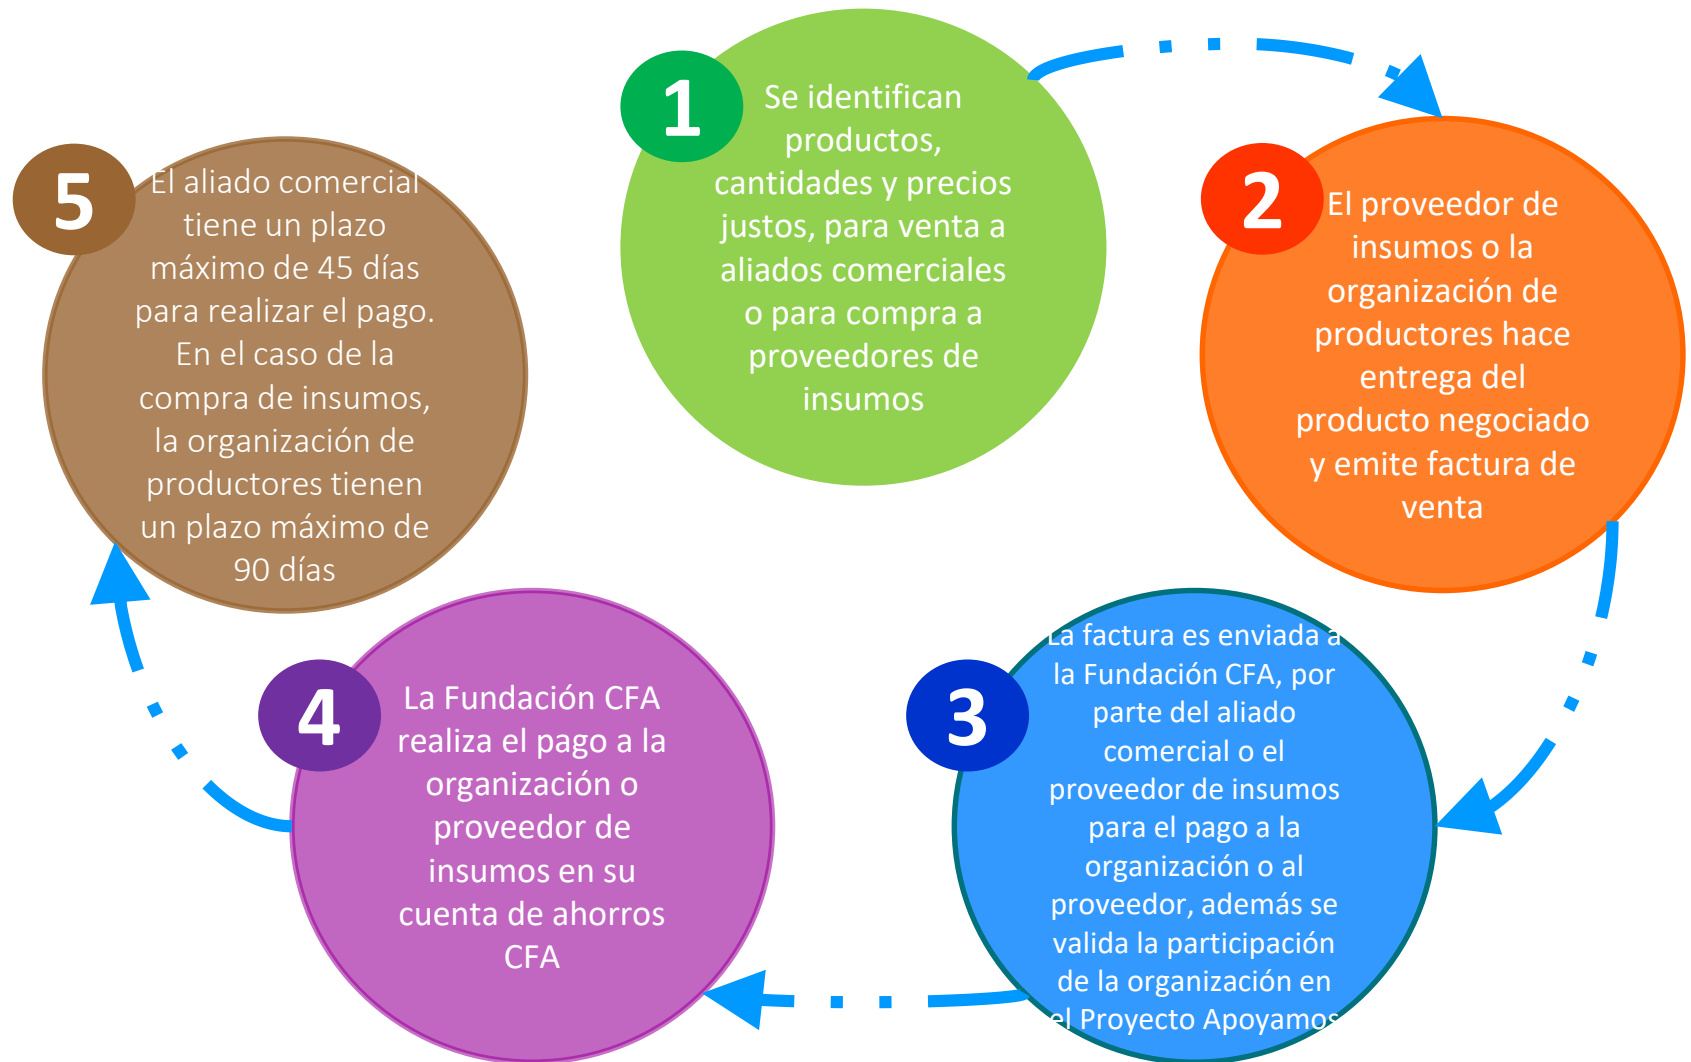 1
Se identifican
productos,
cantidades y precios
justos, para venta a
aliados comerciales
o para compra a
proveedores de
insumos
2
El proveedor de
insumos o la
organización de
productores hace
entrega del
producto negociado
y emite factura de
venta
3
La factura es enviada a
la Fundación CFA, por
parte del aliado
comercial o el
proveedor de insumos
para el pago a la
organización o al
proveedor, además se
valida la participación
de la organización en
el Proyecto Apoyamos
4
La Fundación CFA
realiza el pago a la
organización o
proveedor de
insumos en su
cuenta de ahorros
CFA
5
El aliado comercial
tiene un plazo
máximo de 45 días
para realizar el pago.
En el caso de la
compra de insumos,
la organización de
productores tienen
un plazo máximo de
90 días